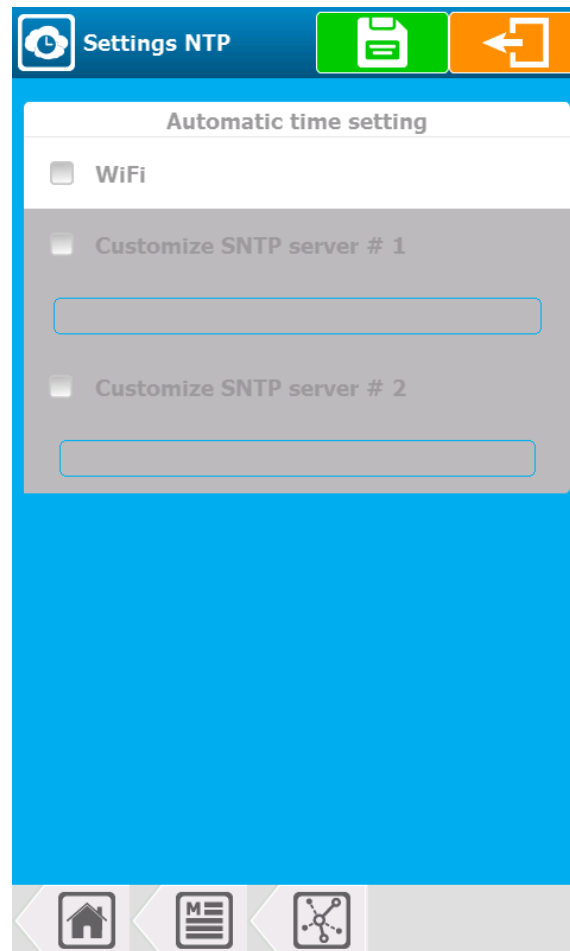 Settings NTP
Automatic time setting
WiFi
Customize SNTP server # 1
Customize SNTP server # 2
M